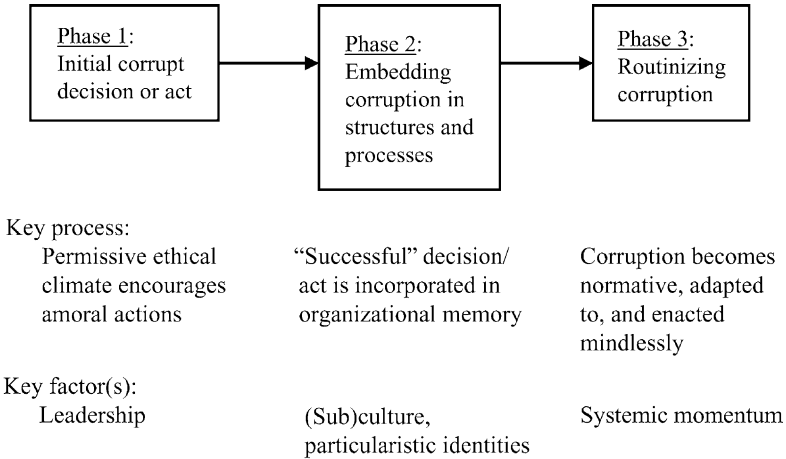 Phase 1:
Initial corrupt
decision or act
Phase 2:
Embedding
corruption in
structures and
processes
Phase 3:
Routinizing
corruption
Key process:
Permissive ethical
climate encourages
amoral actions
“Successful” decision/
act is incorporated in
organizational memory
Corruption becomes
normative, adapted
to, and enacted
mindlessly
Key factor(s):
Leadership
(Sub)culture,
particularistic identities
Systemic momentum